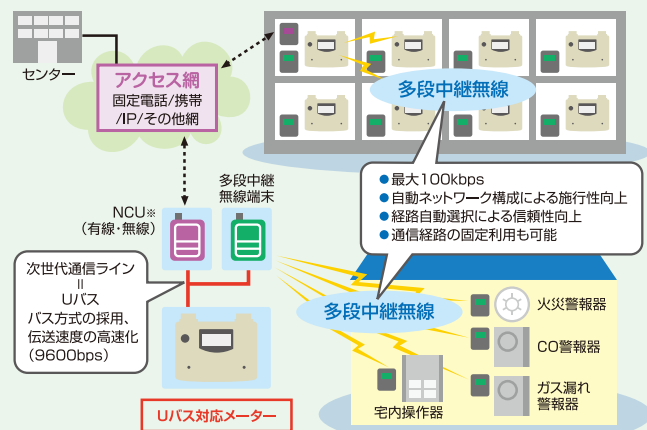 センター
アクセス網
固定電話/携帯
/IP/その他網
多段中継無線
●最大100kbps
●自動ネットワーク構成による施行性向上
●経路自動選択による信頼性向上
●通信経路の固定利用も可能
多段中継
無線端末
NCU※
(有線・無線)
次世代通信ライン
＝
Uバス
バス方式の採用、
伝送速度の高速化
(9600bps)
多段中継無線
火災警報器
CO警報器
ガス漏れ
警報器
宅内操作器
Uバス対応メーター